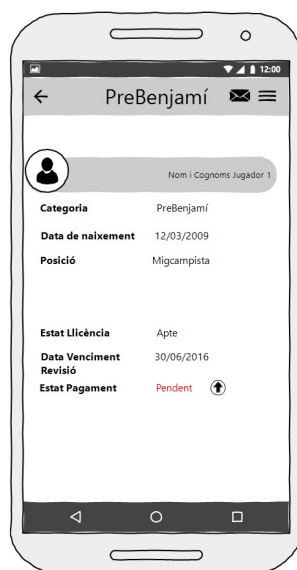 12:00
PreBenjamí
Nom i Cognoms Jugador 1
Categoria PreBenjamí
Data de naixement 12/03/2009
Posició Migcampista
Estat Llicència Apte
Data Venciment 30/06/2016
Revisió
Estat Pagament Pendent